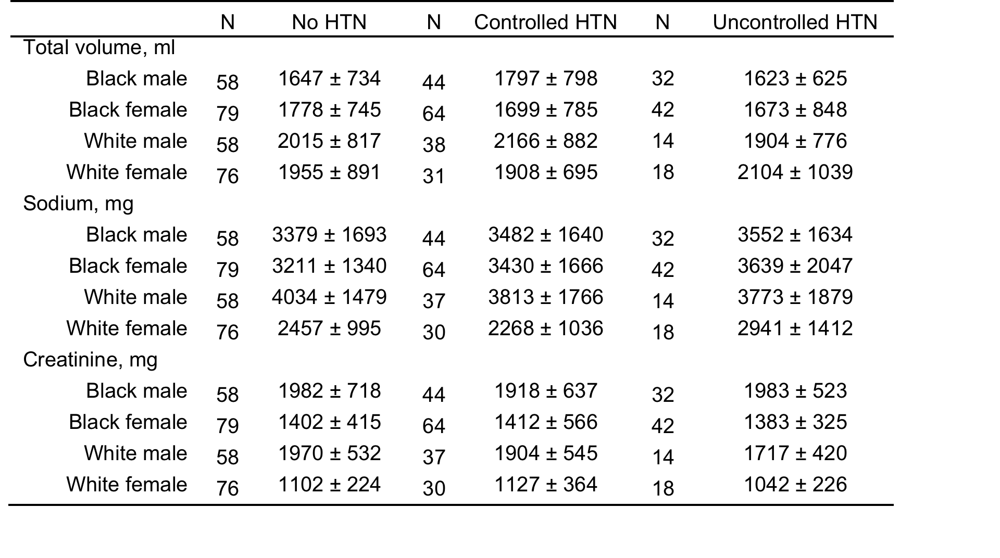 N No HTN N Controlled HTN N Uncontrolled HTN
Total volume, ml
Black male 58 1647 ± 734 44 1797 ± 798 32 1623 ± 625
Black female 79 1778 ± 745 64 1699 ± 785 42 1673 ± 848
White male 58 2015 ± 817 38 2166 ± 882 14 1904 ± 776
White female 76 1955 ± 891 31 1908 ± 695 18 2104 ± 1039
Sodium, mg
Black male 58 3379 ± 1693 44 3482 ± 1640 32 3552 ± 1634
Black female 79 3211 ± 1340 64 3430 ± 1666 42 3639 ± 2047
White male 58 4034 ± 1479 37 3813 ± 1766 14 3773 ± 1879
White female 76 2457 ± 995 30 2268 ± 1036 18 2941 ± 1412
Creatinine, mg
Black male 58 1982 ± 718 44 1918 ± 637 32 1983 ± 523
Black female 79 1402 ± 415 64 1412 ± 566 42 1383 ± 325
White male 58 1970 ± 532 37 1904 ± 545 14 1717 ± 420
White female 76 1102 ± 224 30 1127 ± 364 18 1042 ± 226